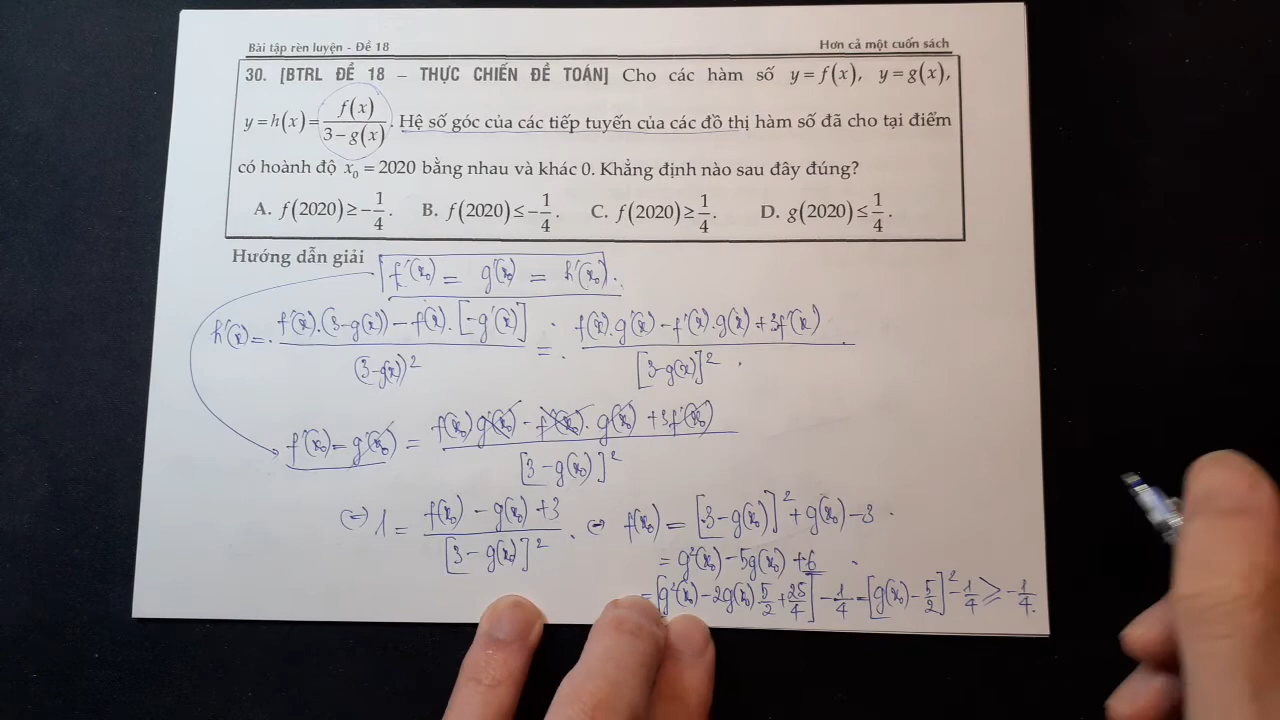 Bài tập rèn luyện - Đề 18
Hơn cả một cuốn sách
30. [BTRL ĐỀ 18 – THỰC CHIẾN ĐỀ TOÁN] Cho các hàm số y = f(x), y = g(x),
y = h(x) = f(x) / (3 − g(x)). Hệ số góc của các tiếp tuyến của các đồ thị hàm số đã cho tại điểm
có hoành độ x₀ = 2020 bằng nhau và khác 0. Khẳng định nào sau đây đúng?
A. f(2020) ≥ −1/4. B. f(2020) ≤ −1/4. C. f(2020) ≥ 1/4. D. g(2020) ≤ 1/4.
Hướng dẫn giải
f'(x₀) = g'(x₀) = h'(x₀).
h'(x) = (f'(x).(3−g(x)) − f(x).[−g'(x)]) / (3−g(x))² = (f(x).g'(x) − f'(x).g(x) + 3f'(x)) / [3−g(x)]²
f'(x₀) = g'(x₀) = (f(x₀)g'(x₀) − f'(x₀).g(x₀) + 3f'(x₀)) / [3 − g(x₀)]²
⇔ 1 = (f(x₀) − g(x₀) + 3) / [3 − g(x₀)]². ⇔ f(x₀) = [3 − g(x₀)]² + g(x₀) − 3.
= g²(x₀) − 5g(x₀) + 6
= [g²(x₀) − 2g(x₀) 5/2 + 25/4] − 1/4 = [g(x₀) − 5/2]² − 1/4 ≥ −1/4.